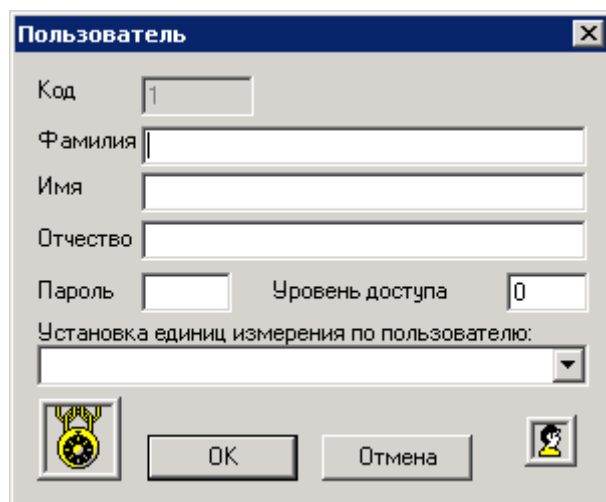 Пользователь
Код 1
Фамилия
Имя
Отчество
Пароль Уровень доступа 0
Установка единиц измерения по пользователю:
OK Отмена